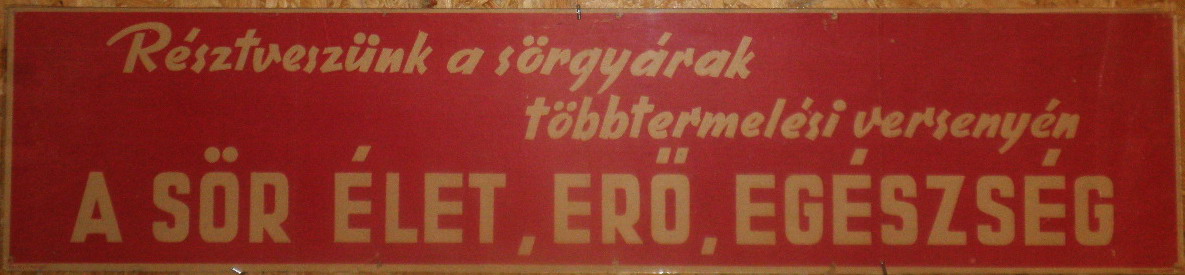 Résztveszünk a sörgyárak
többtermelési versenyén
A SÖR ÉLET, ERŐ, EGÉSZSÉG